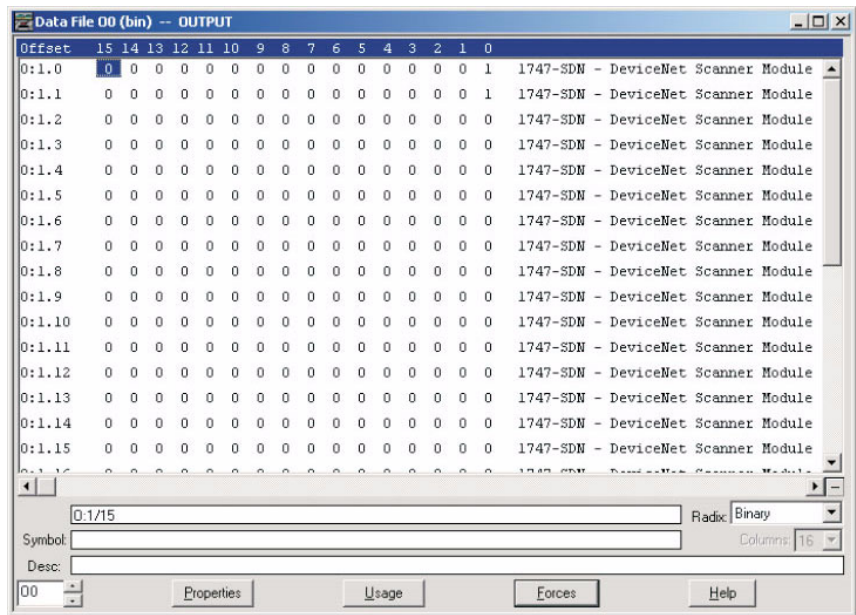 Data File O0 (bin) -- OUTPUT
Offset 15 14 13 12 11 10 9 8 7 6 5 4 3 2 1 0
O:1.0 0 0 0 0 0 0 0 0 0 0 0 0 0 0 0 1 1747-SDN - DeviceNet Scanner Module
O:1.1 0 0 0 0 0 0 0 0 0 0 0 0 0 0 0 1 1747-SDN - DeviceNet Scanner Module
O:1.2 0 0 0 0 0 0 0 0 0 0 0 0 0 0 0 0 1747-SDN - DeviceNet Scanner Module
O:1.3 0 0 0 0 0 0 0 0 0 0 0 0 0 0 0 0 1747-SDN - DeviceNet Scanner Module
O:1.4 0 0 0 0 0 0 0 0 0 0 0 0 0 0 0 0 1747-SDN - DeviceNet Scanner Module
O:1.5 0 0 0 0 0 0 0 0 0 0 0 0 0 0 0 0 1747-SDN - DeviceNet Scanner Module
O:1.6 0 0 0 0 0 0 0 0 0 0 0 0 0 0 0 0 1747-SDN - DeviceNet Scanner Module
O:1.7 0 0 0 0 0 0 0 0 0 0 0 0 0 0 0 0 1747-SDN - DeviceNet Scanner Module
O:1.8 0 0 0 0 0 0 0 0 0 0 0 0 0 0 0 0 1747-SDN - DeviceNet Scanner Module
O:1.9 0 0 0 0 0 0 0 0 0 0 0 0 0 0 0 0 1747-SDN - DeviceNet Scanner Module
O:1.10 0 0 0 0 0 0 0 0 0 0 0 0 0 0 0 0 1747-SDN - DeviceNet Scanner Module
O:1.11 0 0 0 0 0 0 0 0 0 0 0 0 0 0 0 0 1747-SDN - DeviceNet Scanner Module
O:1.12 0 0 0 0 0 0 0 0 0 0 0 0 0 0 0 0 1747-SDN - DeviceNet Scanner Module
O:1.13 0 0 0 0 0 0 0 0 0 0 0 0 0 0 0 0 1747-SDN - DeviceNet Scanner Module
O:1.14 0 0 0 0 0 0 0 0 0 0 0 0 0 0 0 0 1747-SDN - DeviceNet Scanner Module
O:1.15 0 0 0 0 0 0 0 0 0 0 0 0 0 0 0 0 1747-SDN - DeviceNet Scanner Module
O:1/15 Radix: Binary
Symbol: Columns: 16
Desc:
O0 Properties Usage Forces Help